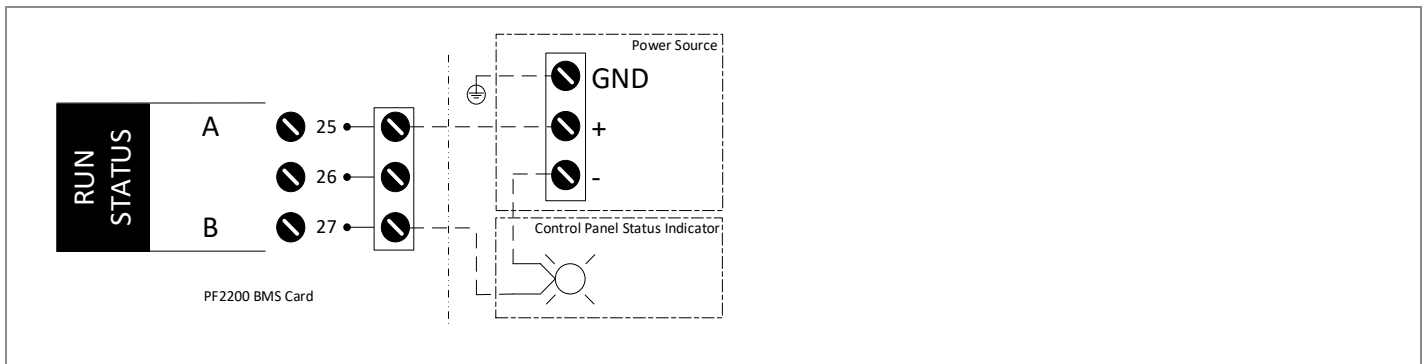 Power Source
GND
RUN
STATUS
A
25
+
26
-
B
27
Control Panel Status Indicator
PF2200 BMS Card